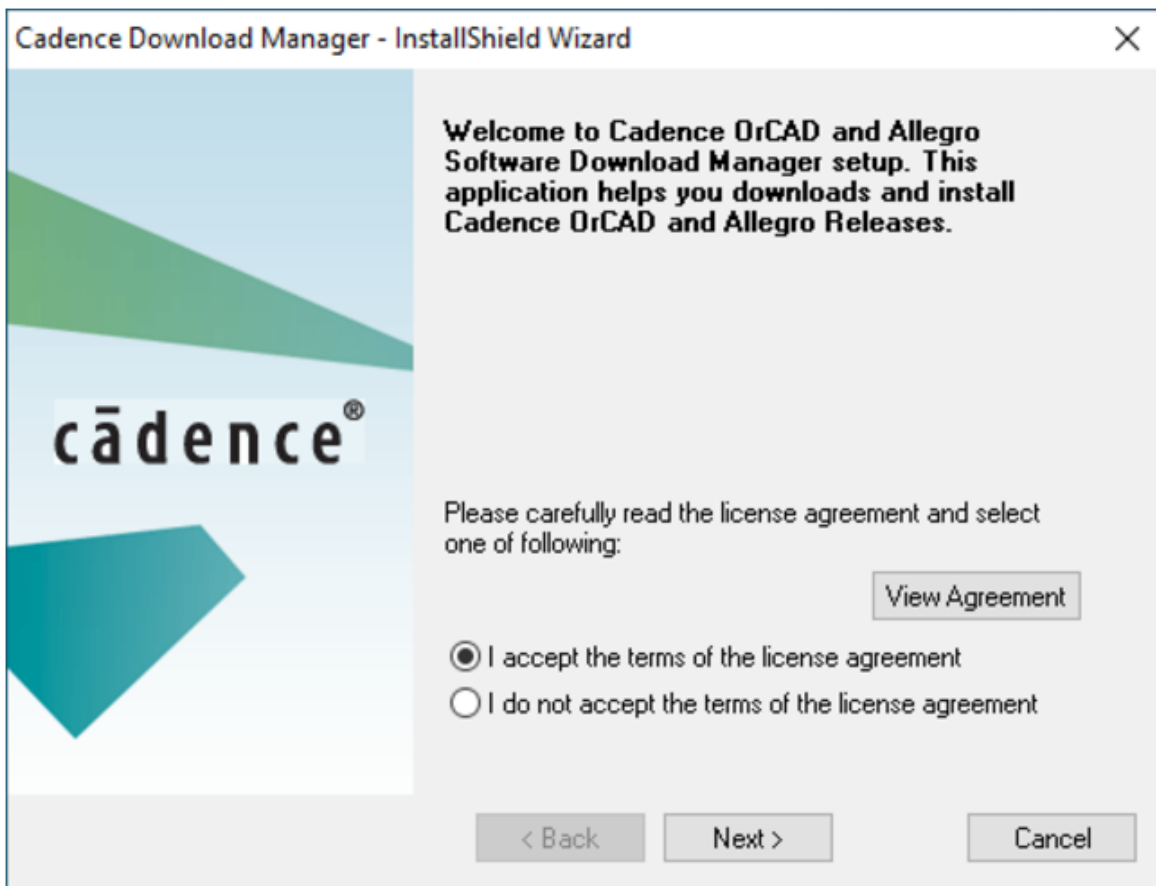 Cadence Download Manager - InstallShield Wizard
Welcome to Cadence OrCAD and Allegro
Software Download Manager setup. This
application helps you downloads and install
Cadence OrCAD and Allegro Releases.
cādence®
Please carefully read the license agreement and select
one of following:
View Agreement
I accept the terms of the license agreement
I do not accept the terms of the license agreement
< Back
Next >
Cancel